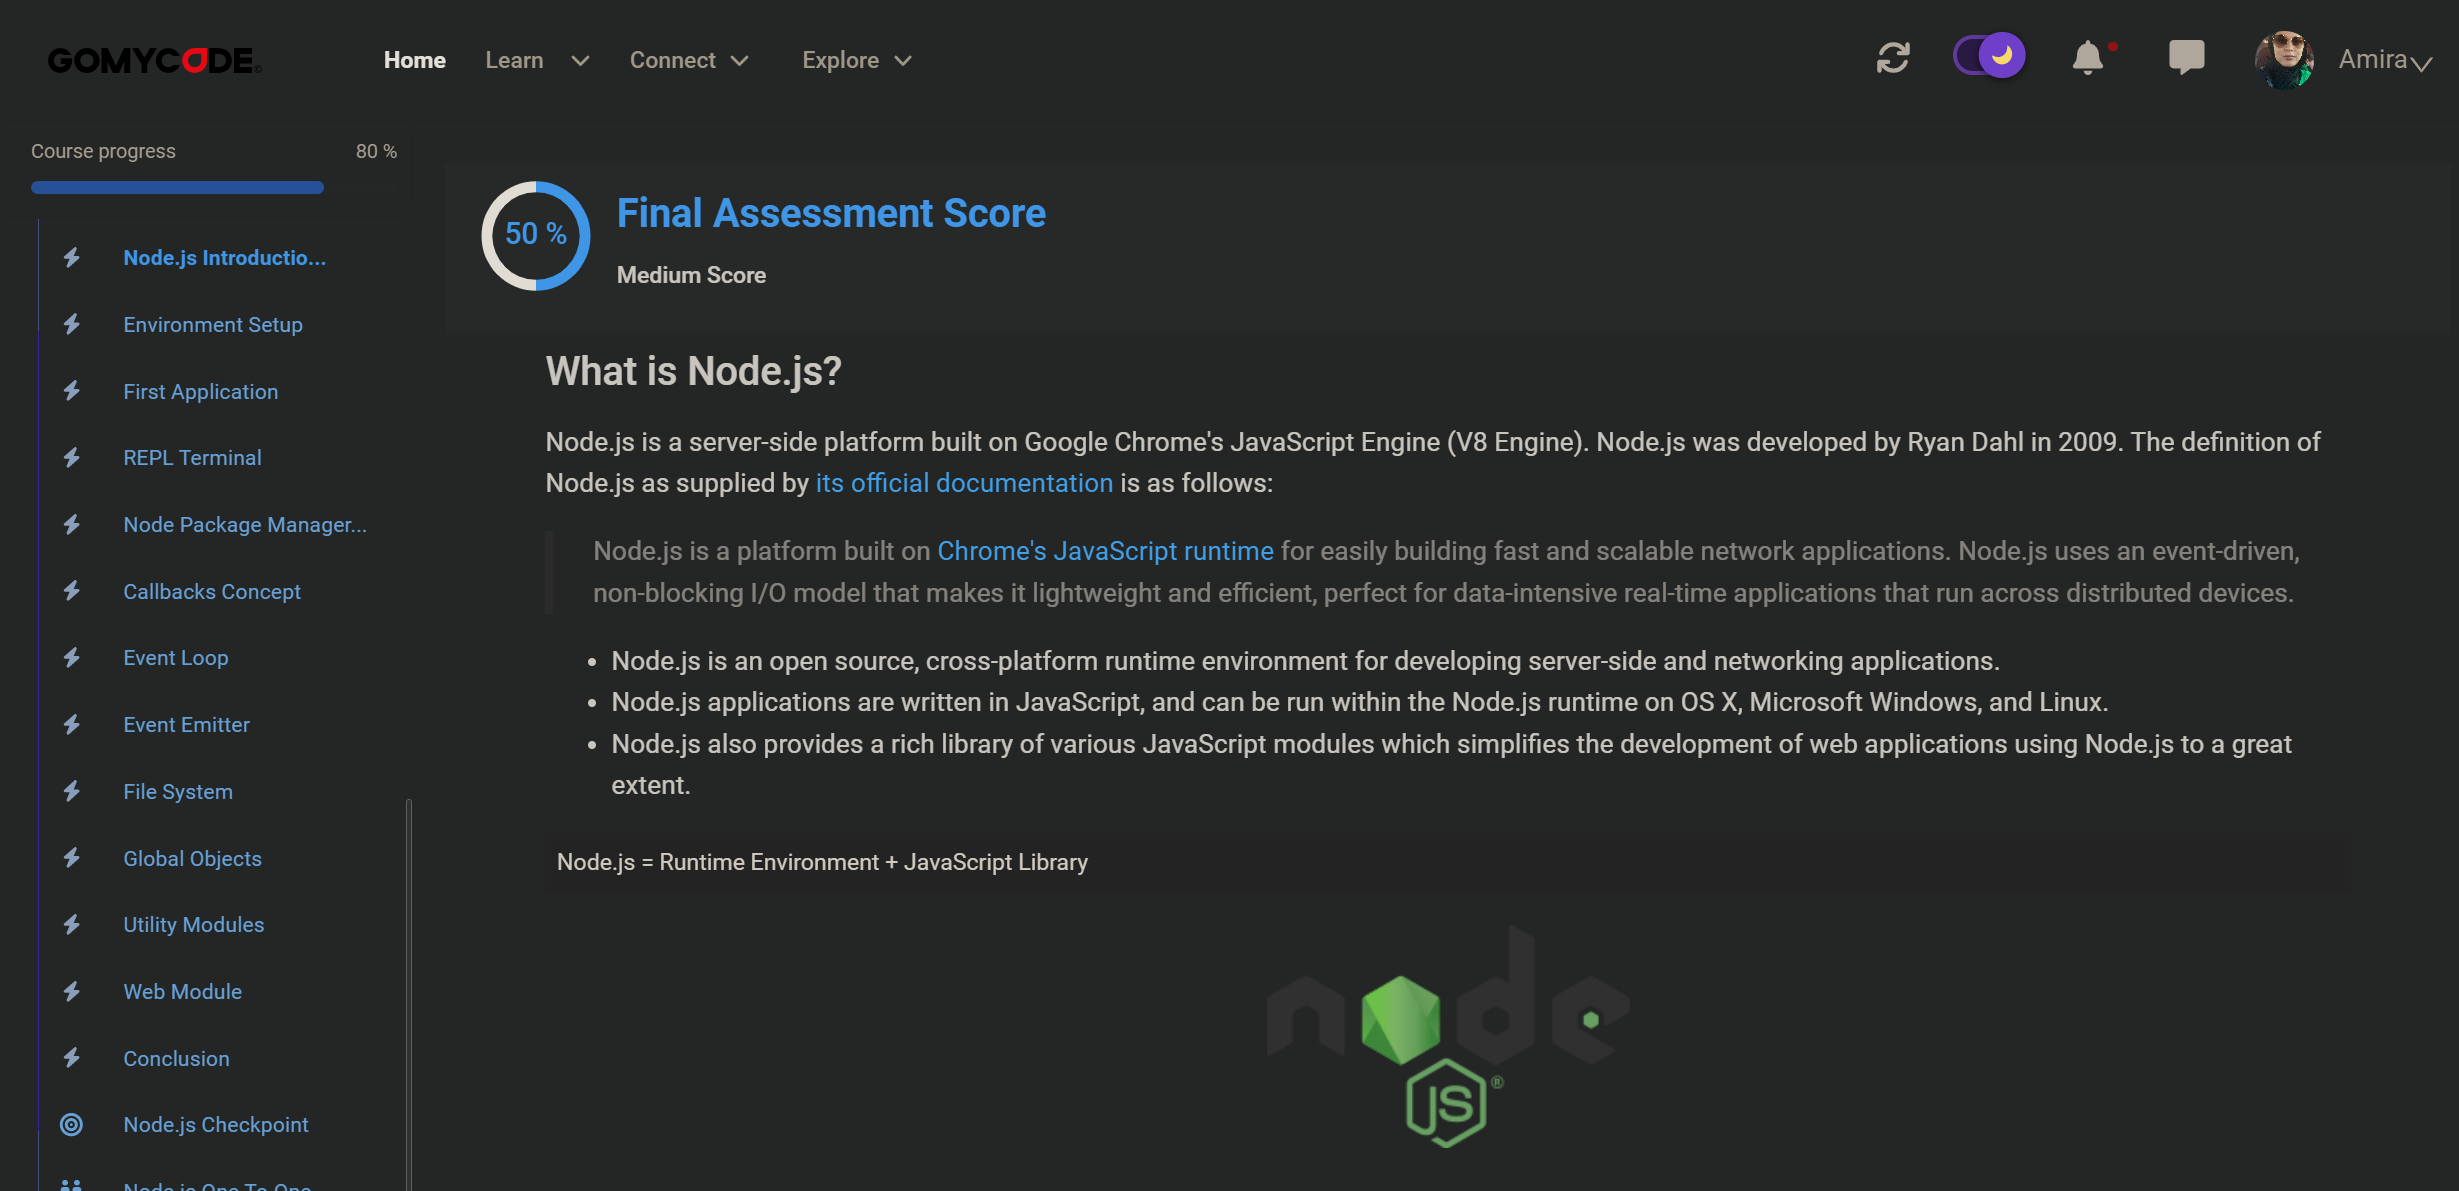 GOMYCODE
Home
Learn
Connect
Explore
Amira
Course progress
80 %
Node.js Introductio...
Environment Setup
First Application
REPL Terminal
Node Package Manager...
Callbacks Concept
Event Loop
Event Emitter
File System
Global Objects
Utility Modules
Web Module
Conclusion
Node.js Checkpoint
Node.js One To One
50 %
Final Assessment Score
Medium Score
What is Node.js?
Node.js is a server-side platform built on Google Chrome's JavaScript Engine (V8 Engine). Node.js was developed by Ryan Dahl in 2009. The definition of
Node.js as supplied by its official documentation is as follows:
Node.js is a platform built on Chrome's JavaScript runtime for easily building fast and scalable network applications. Node.js uses an event-driven,
non-blocking I/O model that makes it lightweight and efficient, perfect for data-intensive real-time applications that run across distributed devices.
• Node.js is an open source, cross-platform runtime environment for developing server-side and networking applications.
• Node.js applications are written in JavaScript, and can be run within the Node.js runtime on OS X, Microsoft Windows, and Linux.
• Node.js also provides a rich library of various JavaScript modules which simplifies the development of web applications using Node.js to a great
extent.
Node.js = Runtime Environment + JavaScript Library
node
JS ®